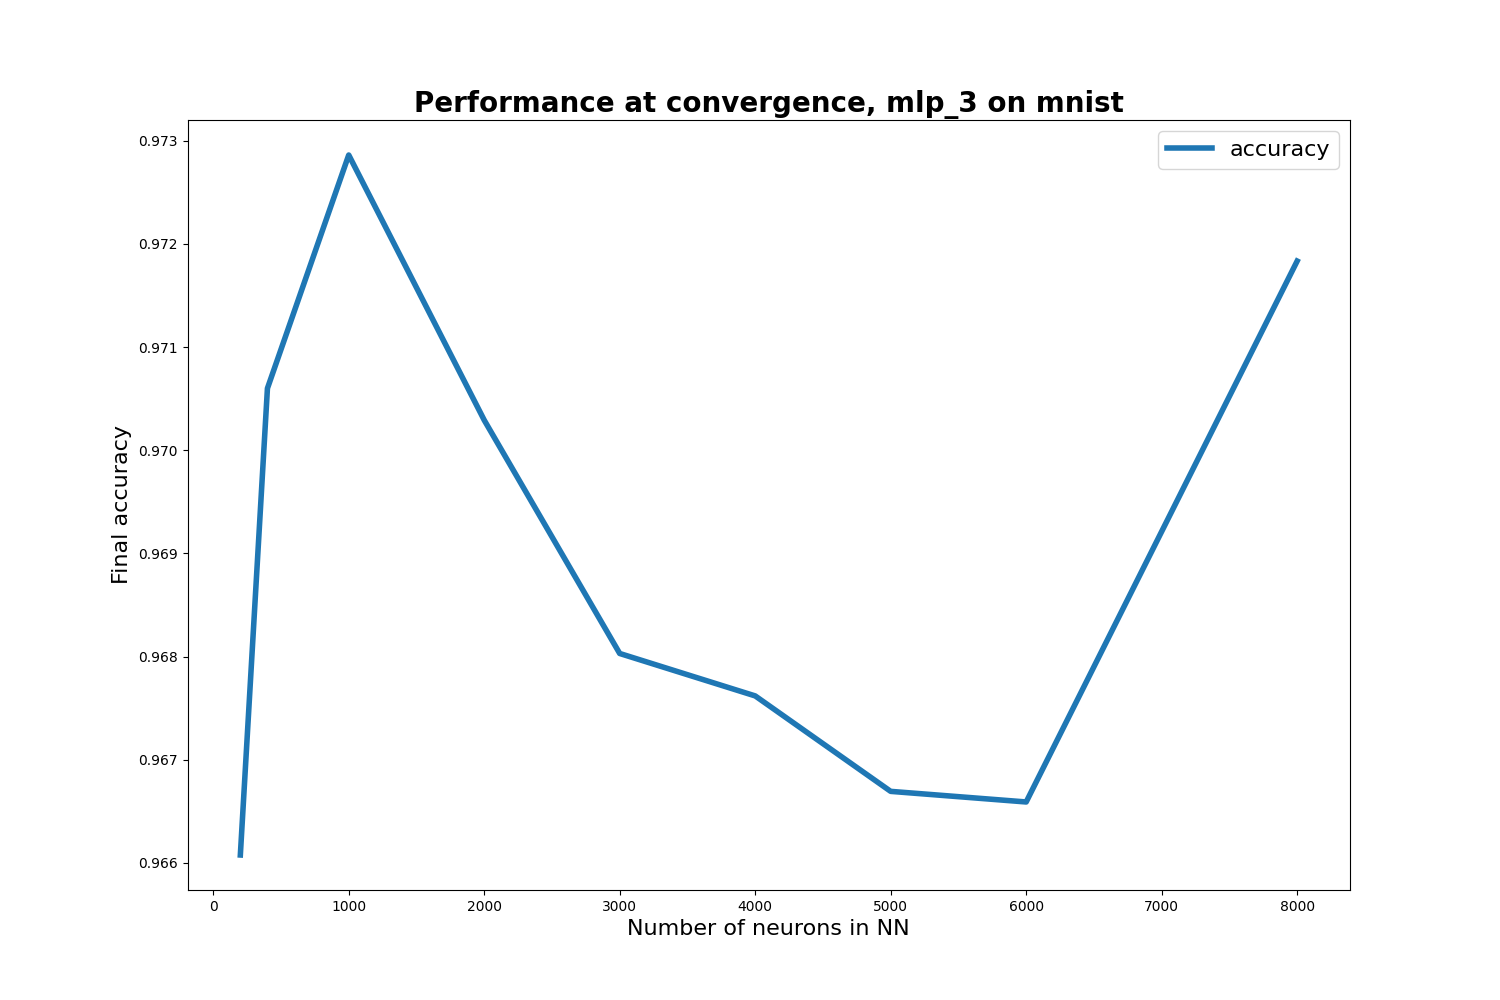 Performance at convergence, mlp_3 on mnist
accuracy
0.973
0.972
0.971
0.970
0.969
0.968
0.967
0.966
Final accuracy
0 1000 2000 3000 4000 5000 6000 7000 8000
Number of neurons in NN